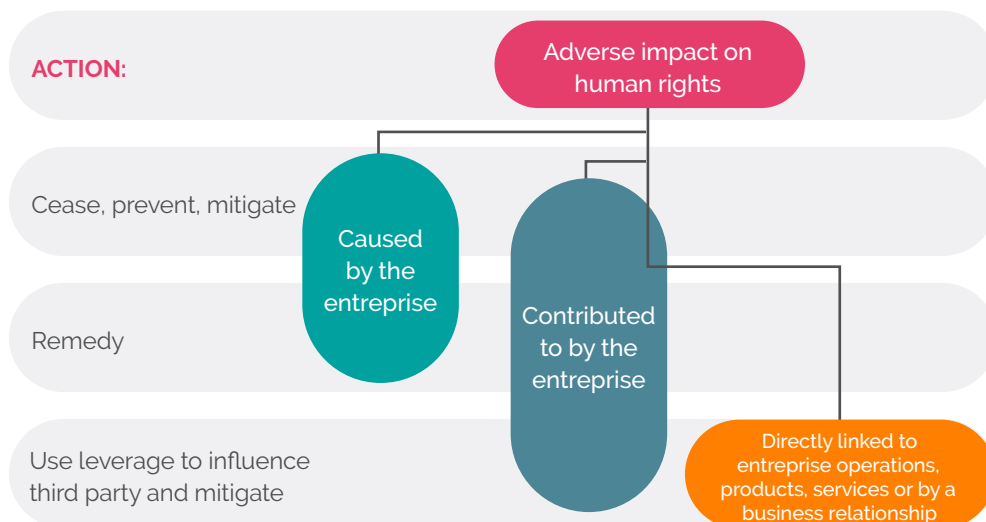 ACTION:
Adverse impact on
human rights
Cease, prevent, mitigate
Caused
by the
entreprise
Remedy
Contributed
to by the
entreprise
Use leverage to influence
third party and mitigate
Directly linked to
entreprise operations,
products, services or by a
business relationship